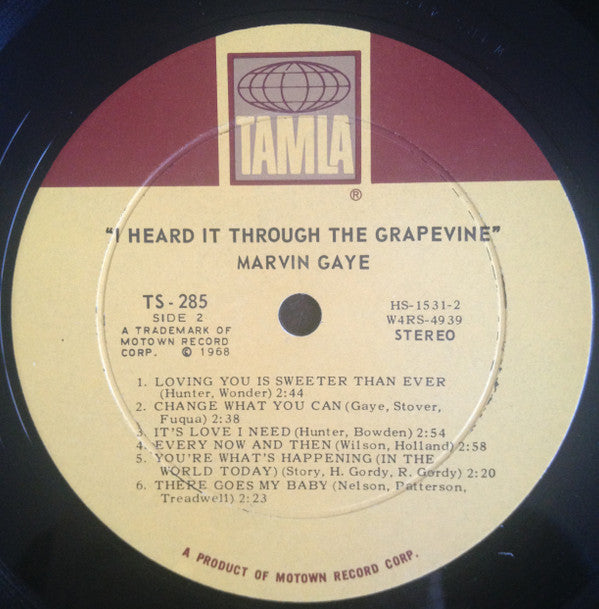 TAMLA
®
"I HEARD IT THROUGH THE GRAPEVINE"
MARVIN GAYE
TS - 285
SIDE 2
A TRADEMARK OF
MOTOWN RECORD
CORP. © 1968
HS-1531-2
W4RS-4939
STEREO
1. LOVING YOU IS SWEETER THAN EVER
(Hunter, Wonder) 2:44
2. CHANGE WHAT YOU CAN (Gaye, Stover,
Fuqua) 2:38
3. IT'S LOVE I NEED (Hunter, Bowden) 2:54
4. EVERY NOW AND THEN (Wilson, Holland) 2:58
5. YOU'RE WHAT'S HAPPENING (IN THE
WORLD TODAY) (Story, H. Gordy, R. Gordy) 2:20
6. THERE GOES MY BABY (Nelson, Patterson,
Treadwell) 2:23
A PRODUCT OF MOTOWN RECORD CORP.